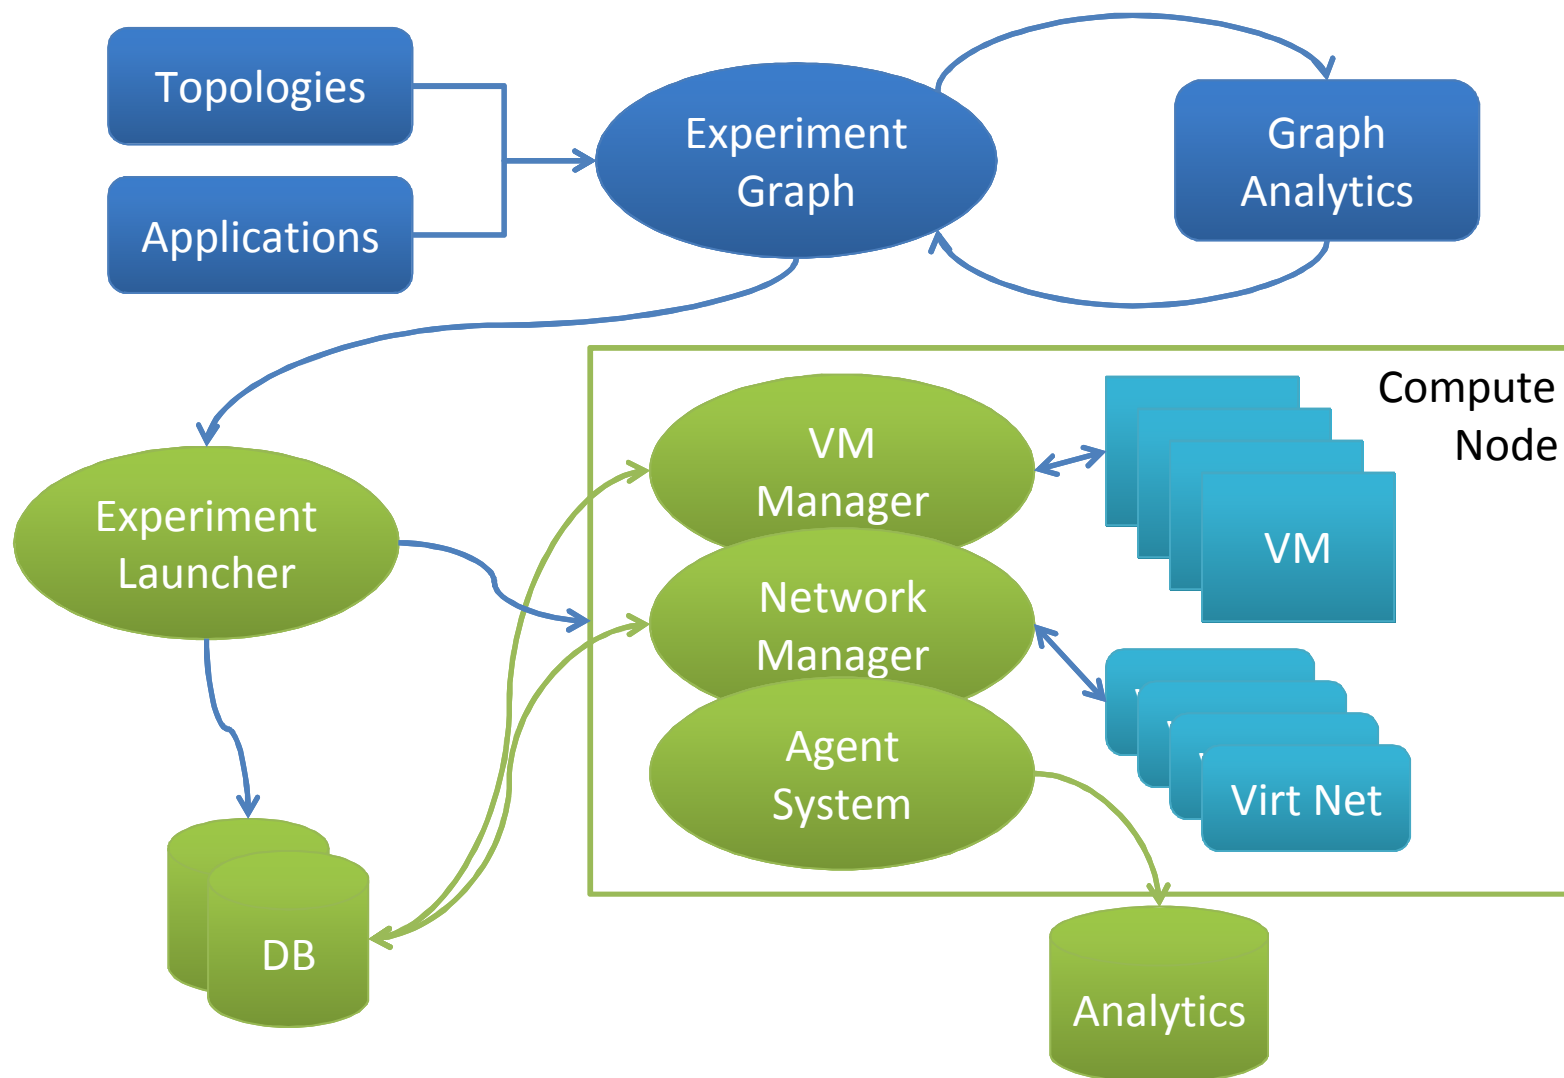 Topologies
Applications
Experiment
Graph
Graph
Analytics
Compute
Node
VM
Manager
VM
Experiment
Launcher
Network
Manager
Agent
System
Virt Net
DB
Analytics